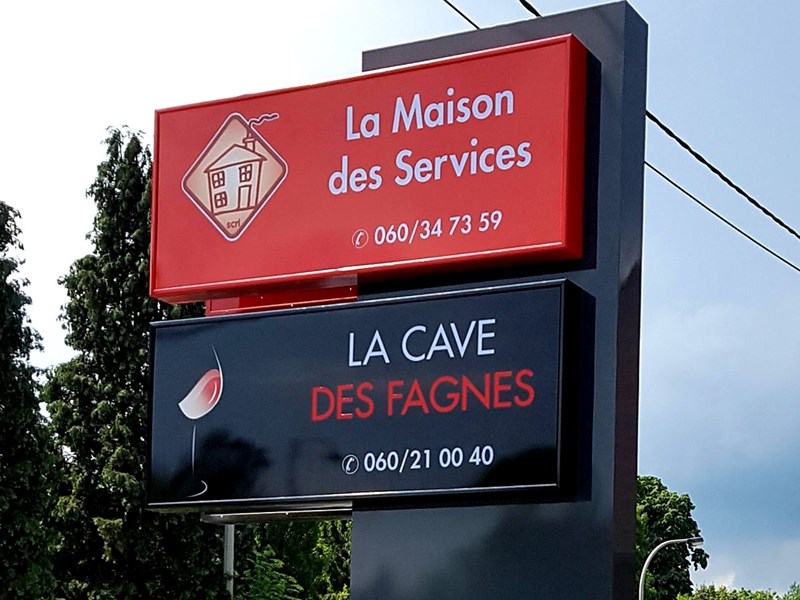 La Maison
des Services
scrl
060/34 73 59
LA CAVE
DES FAGNES
060/21 00 40